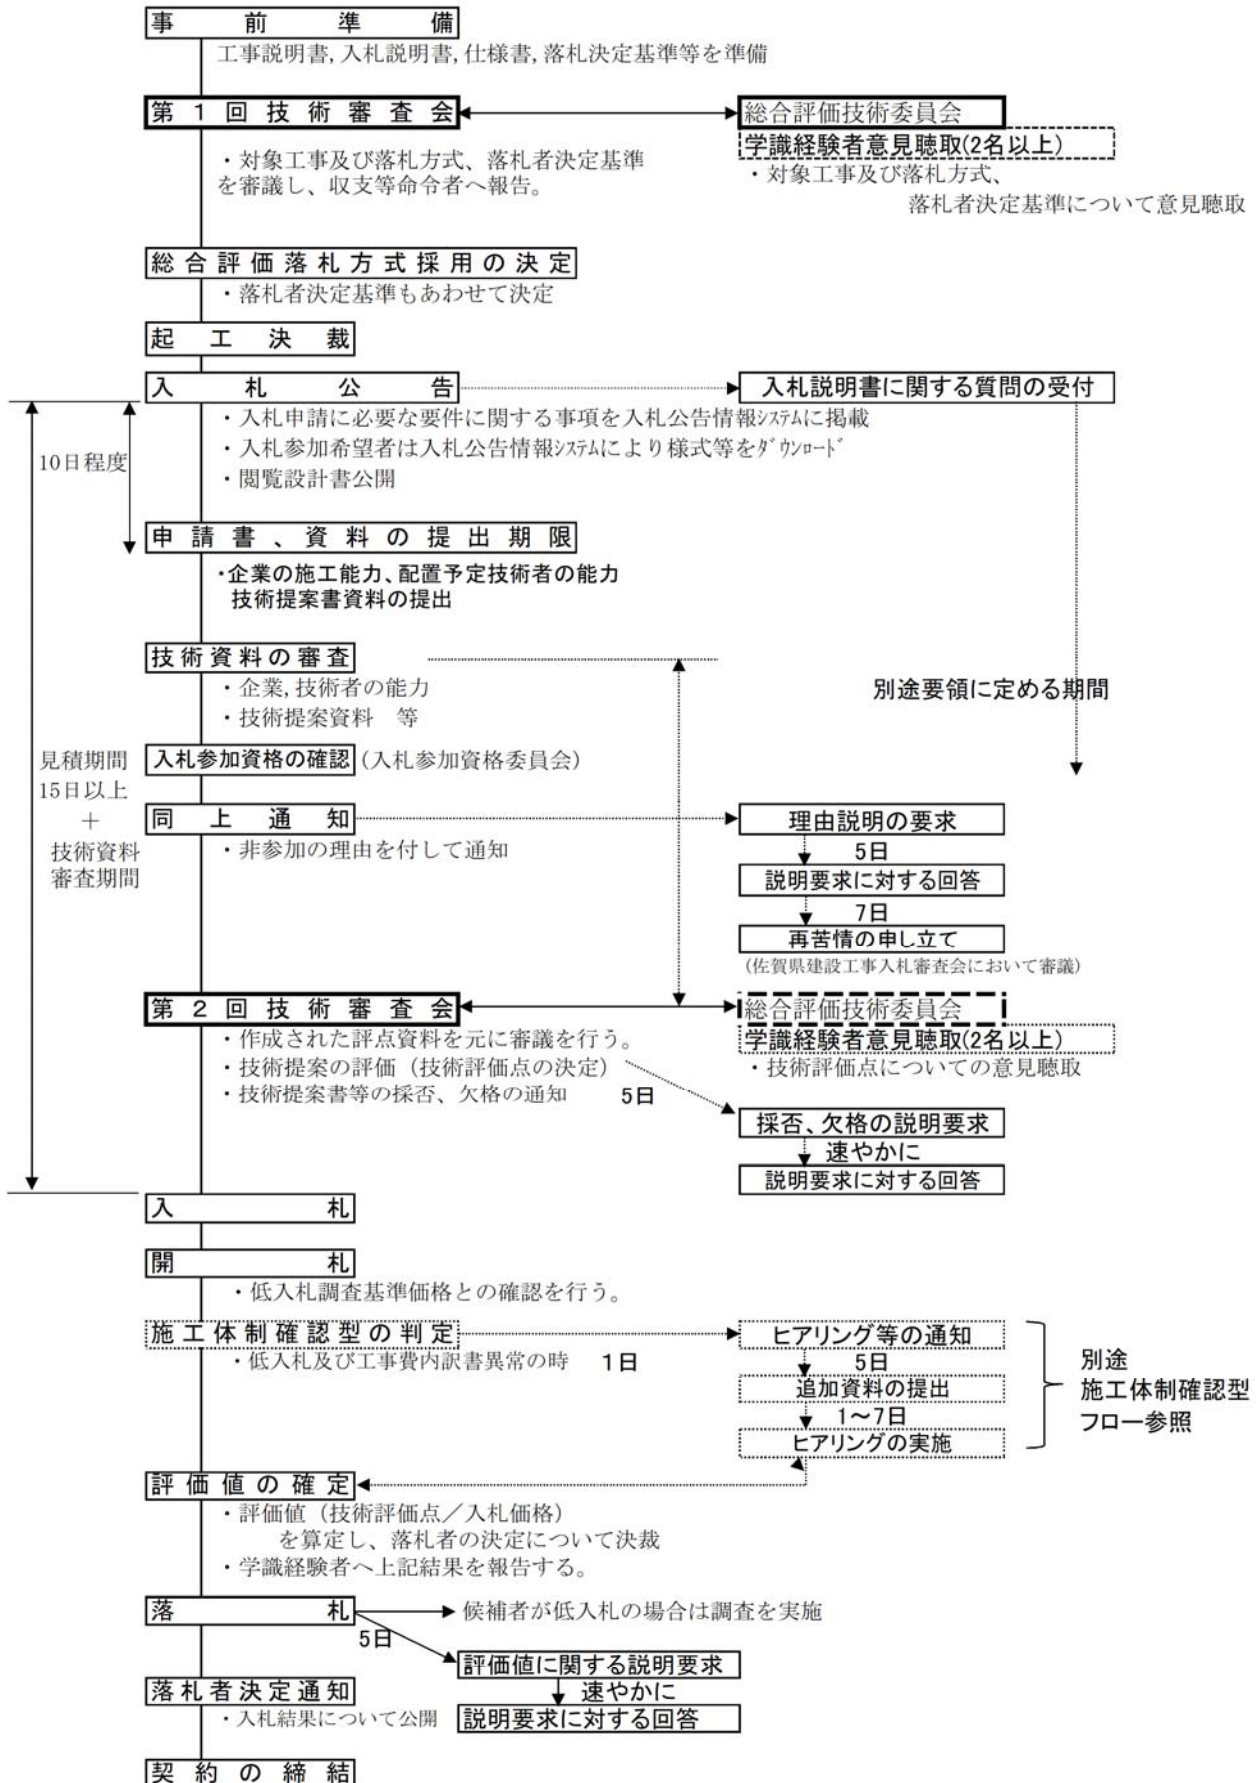 事前準備
工事説明書,入札説明書,仕様書,落札決定基準等を準備
第1回技術審査会
総合評価技術委員会
学識経験者意見聴取(2名以上)
・対象工事及び落札方式、落札者決定基準
を審議し、収支等命令者へ報告。
・対象工事及び落札方式、
落札者決定基準について意見聴取
総合評価落札方式採用の決定
・落札者決定基準もあわせて決定
起工決裁
入札公告
入札説明書に関する質問の受付
・入札申請に必要な要件に関する事項を入札公告情報システムに掲載
・入札参加希望者は入札公告情報システムにより様式等をダウンロード
・閲覧設計書公開
10日程度
申請書、資料の提出期限
・企業の施工能力、配置予定技術者の能力
技術提案書資料の提出
技術資料の審査
・企業,技術者の能力
・技術提案資料 等
別途要領に定める期間
見積期間
15日以上
+
技術資料
審査期間
入札参加資格の確認 (入札参加資格委員会)
同上通知
・非参加の理由を付して通知
理由説明の要求
5日
説明要求に対する回答
7日
再苦情の申し立て
(佐賀県建設工事入札審査会において審議)
第2回技術審査会
総合評価技術委員会
学識経験者意見聴取(2名以上)
・作成された評点資料を元に審議を行う。
・技術提案の評価(技術評価点の決定)
・技術提案書等の採否、欠格の通知 5日
・技術評価点についての意見聴取
採否、欠格の説明要求
速やかに
説明要求に対する回答
入札
開札
・低入札調査基準価格との確認を行う。
施工体制確認型の判定
・低入札及び工事費内訳書異常の時 1日
ヒアリング等の通知
5日
追加資料の提出
1~7日
ヒアリングの実施
別途
施工体制確認型
フロー参照
評価値の確定
・評価値(技術評価点/入札価格)
を算定し、落札者の決定について決裁
・学識経験者へ上記結果を報告する。
落札
候補者が低入札の場合は調査を実施
5日
評価値に関する説明要求
速やかに
説明要求に対する回答
落札者決定通知
・入札結果について公開
契約の締結